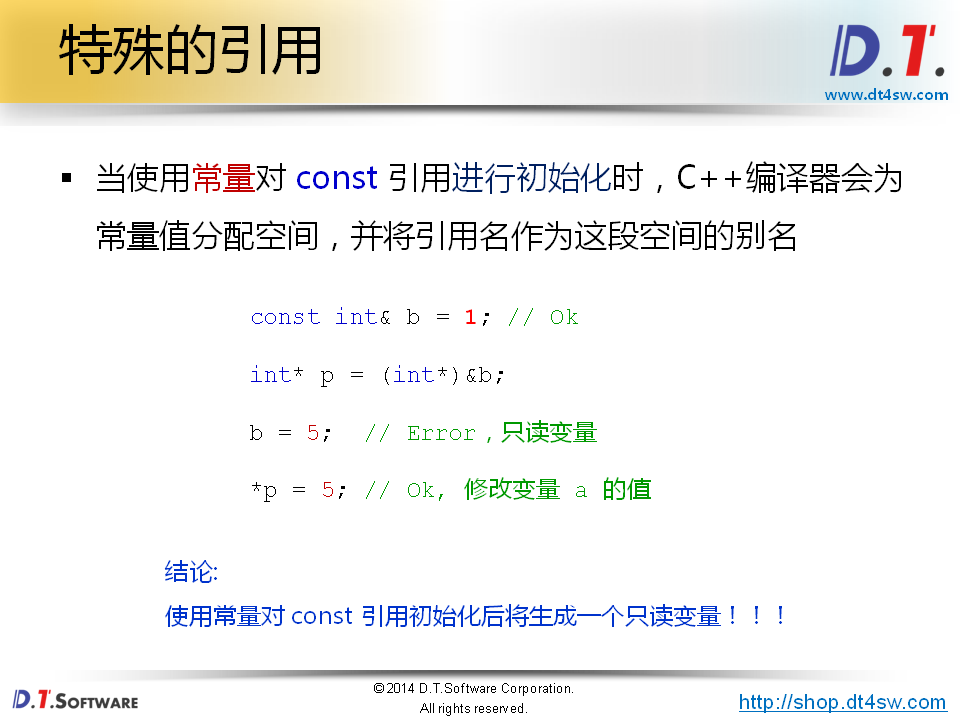 特殊的引用
D.T.
www.dt4sw.com
▪ 当使用常量对 const 引用进行初始化时，C++编译器会为
常量值分配空间，并将引用名作为这段空间的别名
const int& b = 1; // Ok
int* p = (int*)&b;
b = 5;  // Error，只读变量
*p = 5; // Ok, 修改变量 a 的值
结论:
使用常量对 const 引用初始化后将生成一个只读变量！！！
D.T.SOFTWARE
©2014 D.T.Software Corporation.
All rights reserved.
http://shop.dt4sw.com